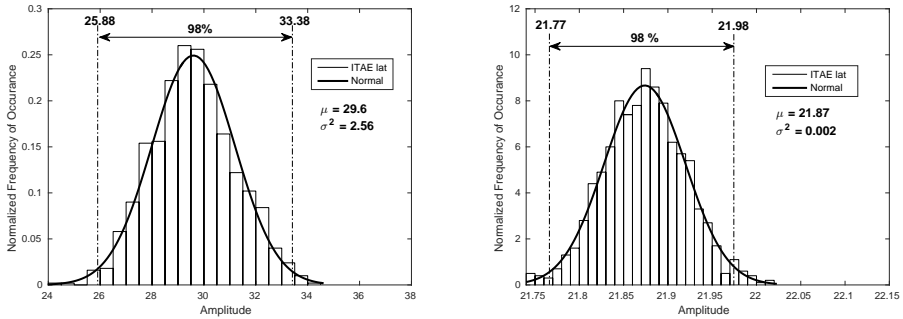 25.88
33.38
98%
0.3
0.25
0.2
0.15
0.1
0.05
0
Normalized Frequency of Occurance
ITAE lat
Normal
μ = 29.6
σ² = 2.56
24 26 28 30 32 34 36 38
Amplitude
21.77
21.98
98 %
12
10
8
6
4
2
0
Normalized Frequency of Occurance
ITAE lat
Normal
μ = 21.87
σ² = 0.002
21.75 21.8 21.85 21.9 21.95 22 22.05 22.1 22.15
Amplitude